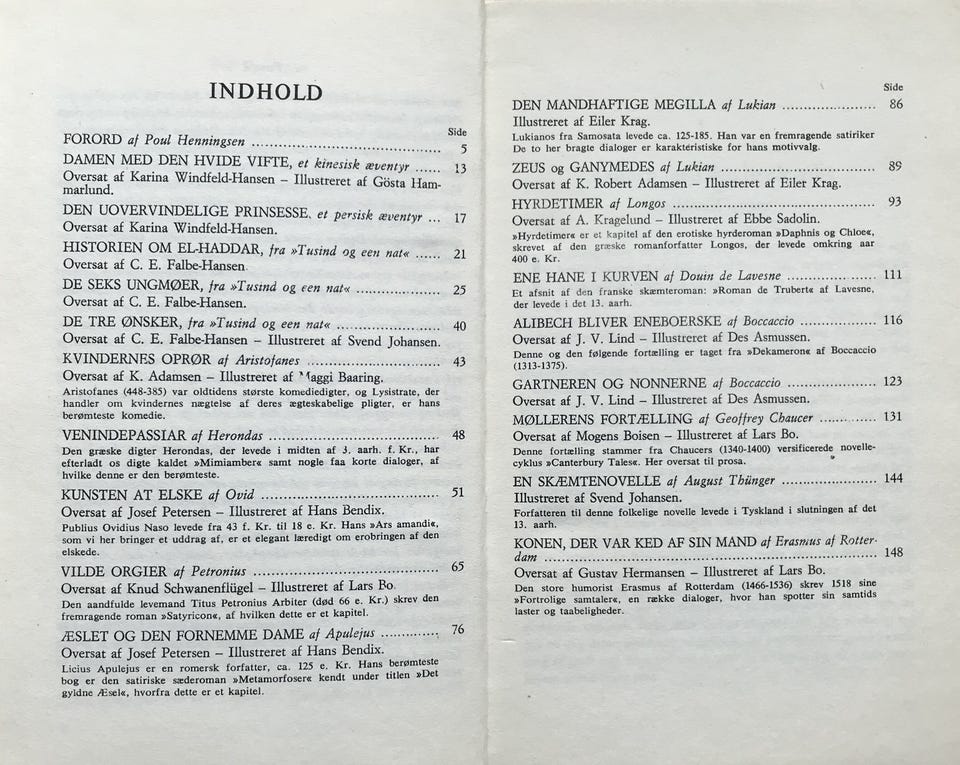 INDHOLD
Side
FORORD af Poul Henningsen ........ 5
DAMEN MED DEN HVIDE VIFTE, et kinesisk æventyr ...... 13
Oversat af Karina Windfeld-Hansen – Illustreret af Gösta Ham-
marlund.
DEN UOVERVINDELIGE PRINSESSE, et persisk æventyr ... 17
Oversat af Karina Windfeld-Hansen.
HISTORIEN OM EL-HADDAR, fra »Tusind og een nat« ...... 21
Oversat af C. E. Falbe-Hansen
DE SEKS UNGMØER, fra »Tusind og een nat« ........ 25
Oversat af C. E. Falbe-Hansen.
DE TRE ØNSKER, fra »Tusind og een nat« ........ 40
Oversat af C. E. Falbe-Hansen – Illustreret af Svend Johansen.
KVINDERNES OPRØR af Aristofanes ........ 43
Oversat af K. Adamsen – Illustreret af Maggi Baaring.
Aristofanes (448-385) var oldtidens største komediedigter, og Lysistrate, der
handler om kvindernes nægtelse af deres ægteskabelige pligter, er hans
berømteste komedie.
VENINDEPASSIAR af Herondas ........ 48
Den græske digter Herondas, der levede i midten af 3. aarh. f. Kr., har
efterladt os digte kaldet »Mimiamber« samt nogle faa korte dialoger, af
hvilke denne er den berømteste.
KUNSTEN AT ELSKE af Ovid ........ 51
Oversat af Josef Petersen – Illustreret af Hans Bendix.
Publius Ovidius Naso levede fra 43 f. Kr. til 18 e. Kr. Hans »Ars amandi«,
som vi her bringer et uddrag af, er et elegant læredigt om erobringen af den
elskede.
VILDE ORGIER af Petronius ........ 65
Oversat af Knud Schwanenflügel – Illustreret af Lars Bo.
Den aandfulde levemand Titus Petronius Arbiter (død 66 e. Kr.) skrev den
fremragende roman »Satyricon«, af hvilken dette er et kapitel.
ÆSLET OG DEN FORNEMME DAME af Apulejus ........ 76
Oversat af Josef Petersen – Illustreret af Hans Bendix.
Licius Apulejus er en romersk forfatter, ca. 125 e. Kr. Hans berømteste
bog er den satiriske sæderoman »Metamorfoser« kendt under titlen »Det
gyldne Æsel«, hvorfra dette er et kapitel.
Side
DEN MANDHAFTIGE MEGILLA af Lukian ........ 86
Illustreret af Eiler Krag.
Lukianos fra Samosata levede ca. 125-185. Han var en fremragende satiriker
De to her bragte dialoger er karakteristiske for hans motivvalg.
ZEUS og GANYMEDES af Lukian ........ 89
Oversat af K. Robert Adamsen – Illustreret af Eiler Krag.
HYRDETIMER af Longos ........ 93
Oversat af A. Kragelund – Illustreret af Ebbe Sadolin.
»Hyrdetimer« er et kapitel af den erotiske hyrderoman »Daphnis og Chloe«,
skrevet af den græske romanforfatter Longos, der levede omkring aar
400 e. Kr.
ENE HANE I KURVEN af Douin de Lavesne ........ 111
Et afsnit af den franske skæmteroman: »Roman de Trubert« af Lavesne,
der levede i det 13. aarh.
ALIBECH BLIVER ENEBOERSKE af Boccaccio ........ 116
Oversat af J. V. Lind – Illustreret af Des Asmussen.
Denne og den følgende fortælling er taget fra »Dekameron« af Boccaccio
(1313-1375).
GARTNEREN OG NONNERNE af Boccaccio ........ 123
Oversat af J. V. Lind – Illustreret af Des Asmussen.
MØLLERENS FORTÆLLING af Geoffrey Chaucer ........ 131
Oversat af Mogens Boisen – Illustreret af Lars Bo.
Denne fortælling stammer fra Chaucers (1340-1400) versificerede novelle-
cyklus »Canterbury Tales«. Her oversat til prosa.
EN SKÆMTENOVELLE af August Thünger ........ 144
Illustreret af Svend Johansen.
Forfatteren til denne folkelige novelle levede i Tyskland i slutningen af det
13. aarh.
KONEN, DER VAR KED AF SIN MAND af Erasmus af Rotter-
dam ........ 148
Oversat af Gustav Hermansen – Illustreret af Lars Bo.
Den store humorist Erasmus af Rotterdam (1466-1536) skrev 1518 sine
»Fortrolige samtaler«, en række dialoger, hvor han spotter sin samtids
laster og taabeligheder.